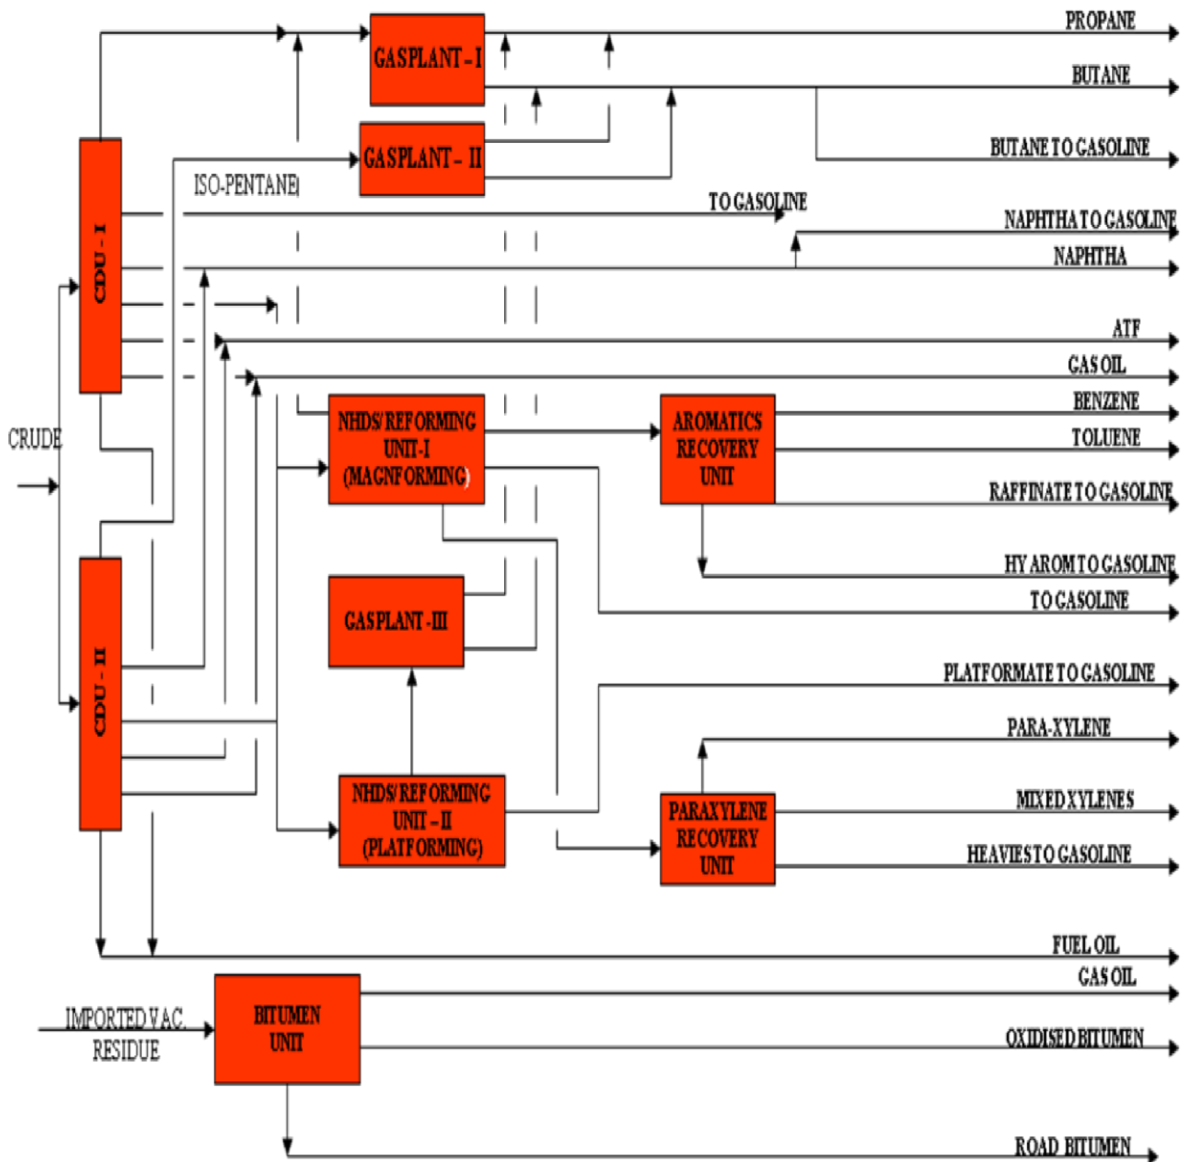 PROPANE
GASPLANT – I
BUTANE
BUTANE TO GASOLINE
GASPLANT – II
ISO-PENTANE
TO GASOLINE
NAPHTHA TO GASOLINE
CDU - I
NAPHTHA
ATF
GAS OIL
NHDS/REFORMING
UNIT-I
(MAGNFORMING)
AROMATICS
RECOVERY
UNIT
BENZENE
TOLUENE
CRUDE
RAFFINATE TO GASOLINE
HY AROM TO GASOLINE
TO GASOLINE
GASPLANT -III
CDU - II
PLATFORMATE TO GASOLINE
PARA-XYLENE
NHDS/REFORMING
UNIT – II
(PLATFORMING)
PARAXYLENE
RECOVERY
UNIT
MIXED XYLENES
HEAVIES TO GASOLINE
FUEL OIL
GAS OIL
IMPORTED VAC.
RESIDUE
BITUMEN
UNIT
OXIDISED BITUMEN
ROAD BITUMEN